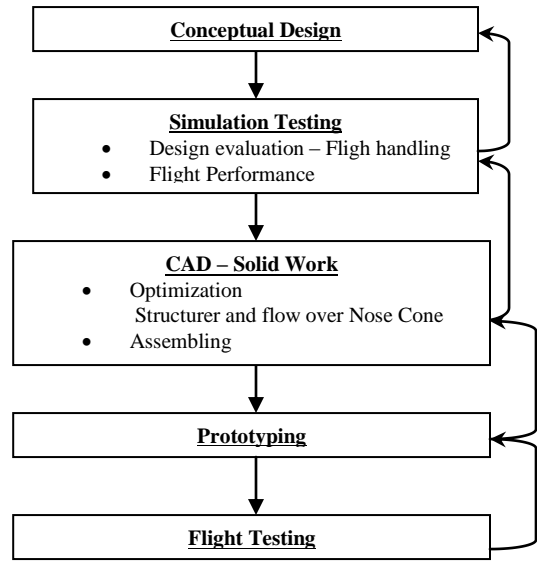 Conceptual Design
Simulation Testing
• Design evaluation – Fligh handling
• Flight Performance
CAD – Solid Work
• Optimization
Structurer and flow over Nose Cone
• Assembling
Prototyping
Flight Testing